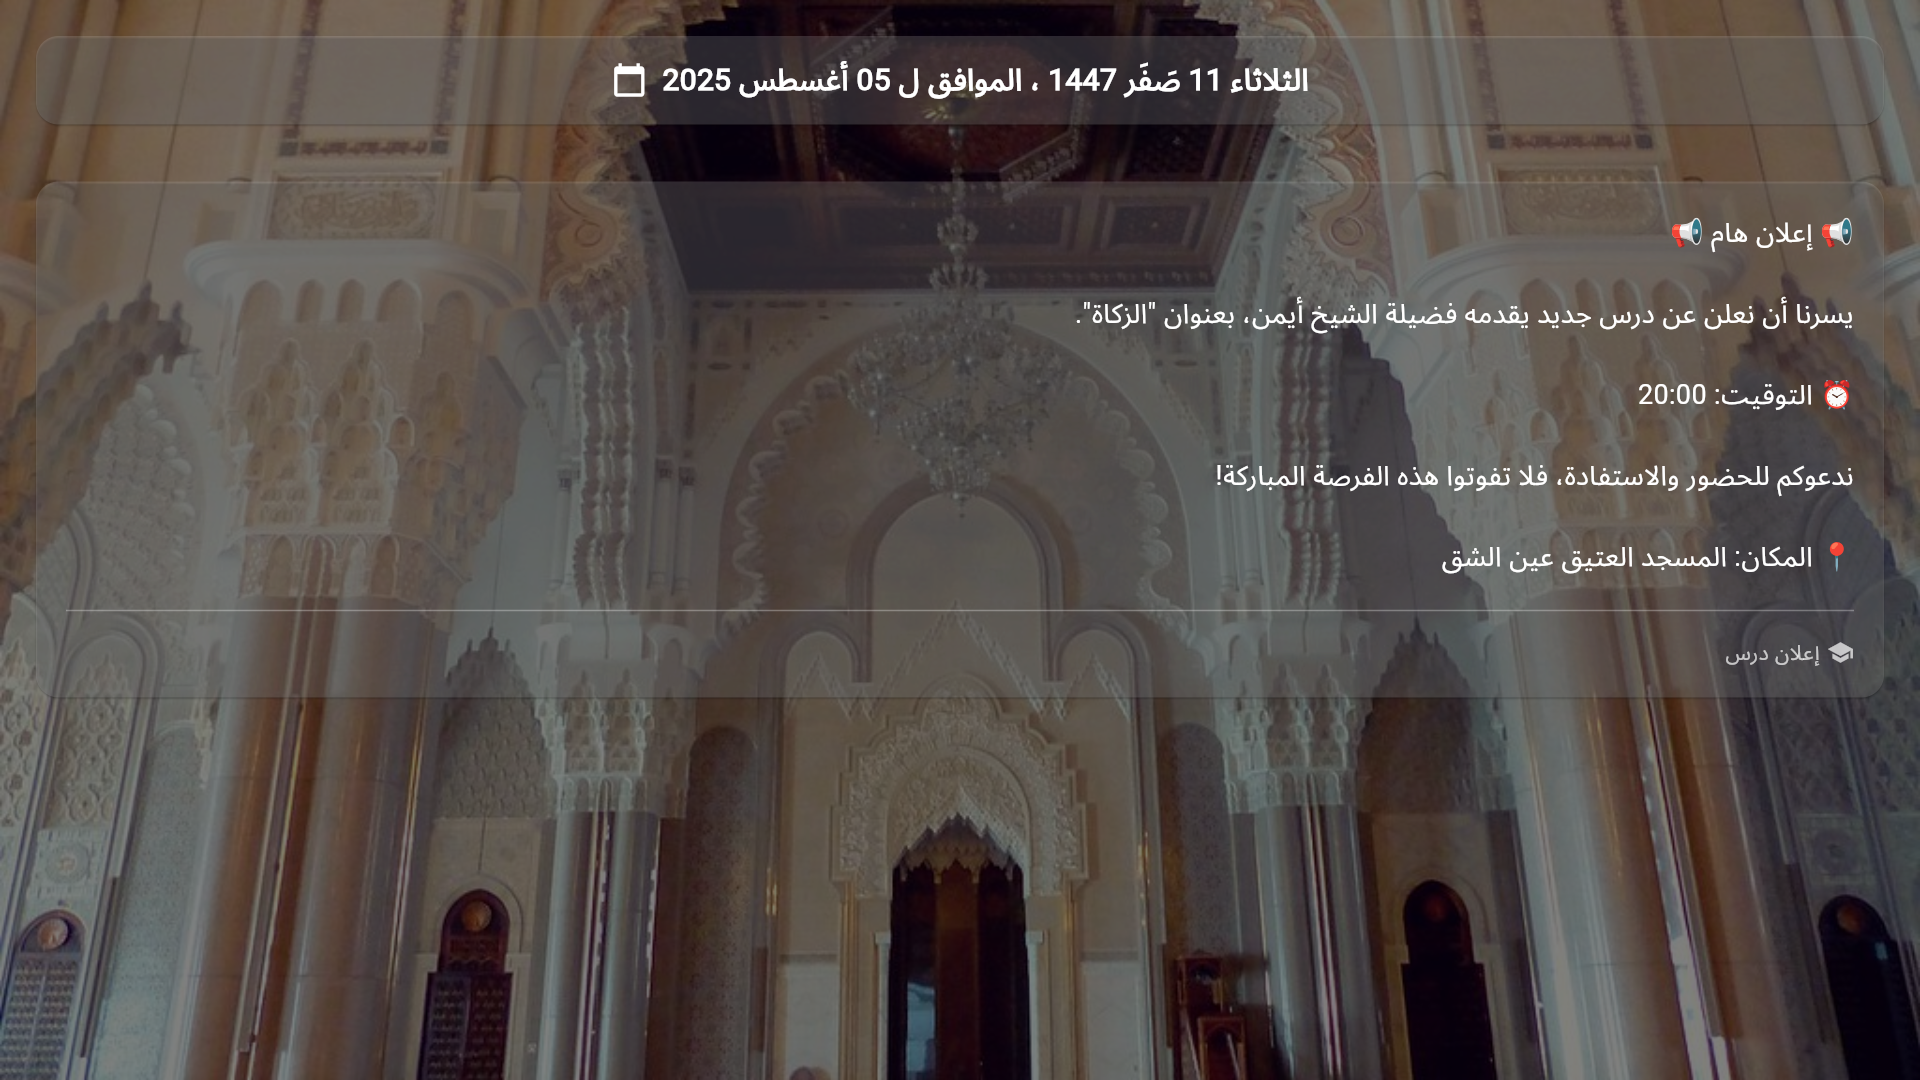 الثلاثاء 11 صَفَر 1447 ، الموافق ل 05 أغسطس 2025
📢 إعلان هام 📢
يسرنا أن نعلن عن درس جديد يقدمه فضيلة الشيخ أيمن، بعنوان "الزكاة".
⏰ التوقيت: 20:00
ندعوكم للحضور والاستفادة، فلا تفوتوا هذه الفرصة المباركة!
📍 المكان: المسجد العتيق عين الشق
إعلان درس